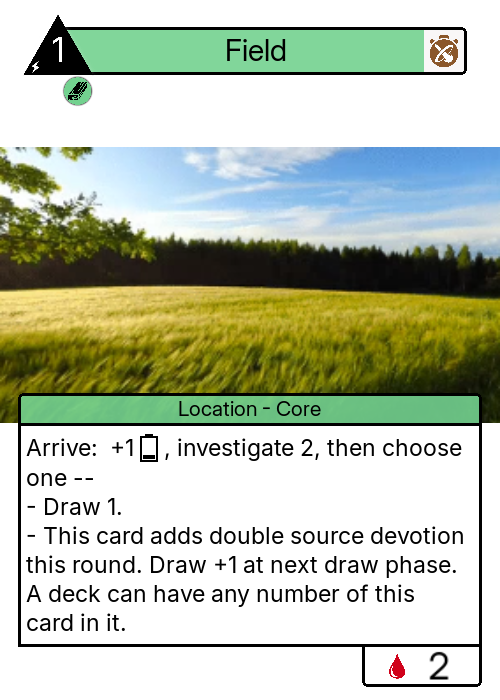 1
Field
Location - Core
Arrive: +1 , investigate 2, then choose
one --
- Draw 1.
- This card adds double source devotion
this round. Draw +1 at next draw phase.
A deck can have any number of this
card in it.
2